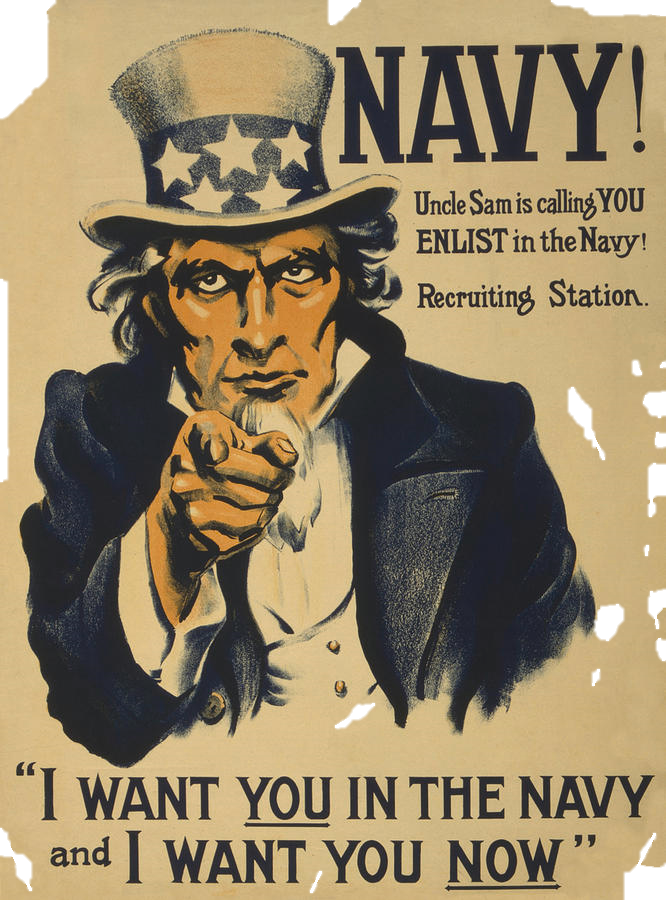 NAVY!
Uncle Sam is calling YOU
ENLIST in the Navy!
Recruiting Station..
“I WANT YOU IN THE NAVY
and I WANT YOU NOW”